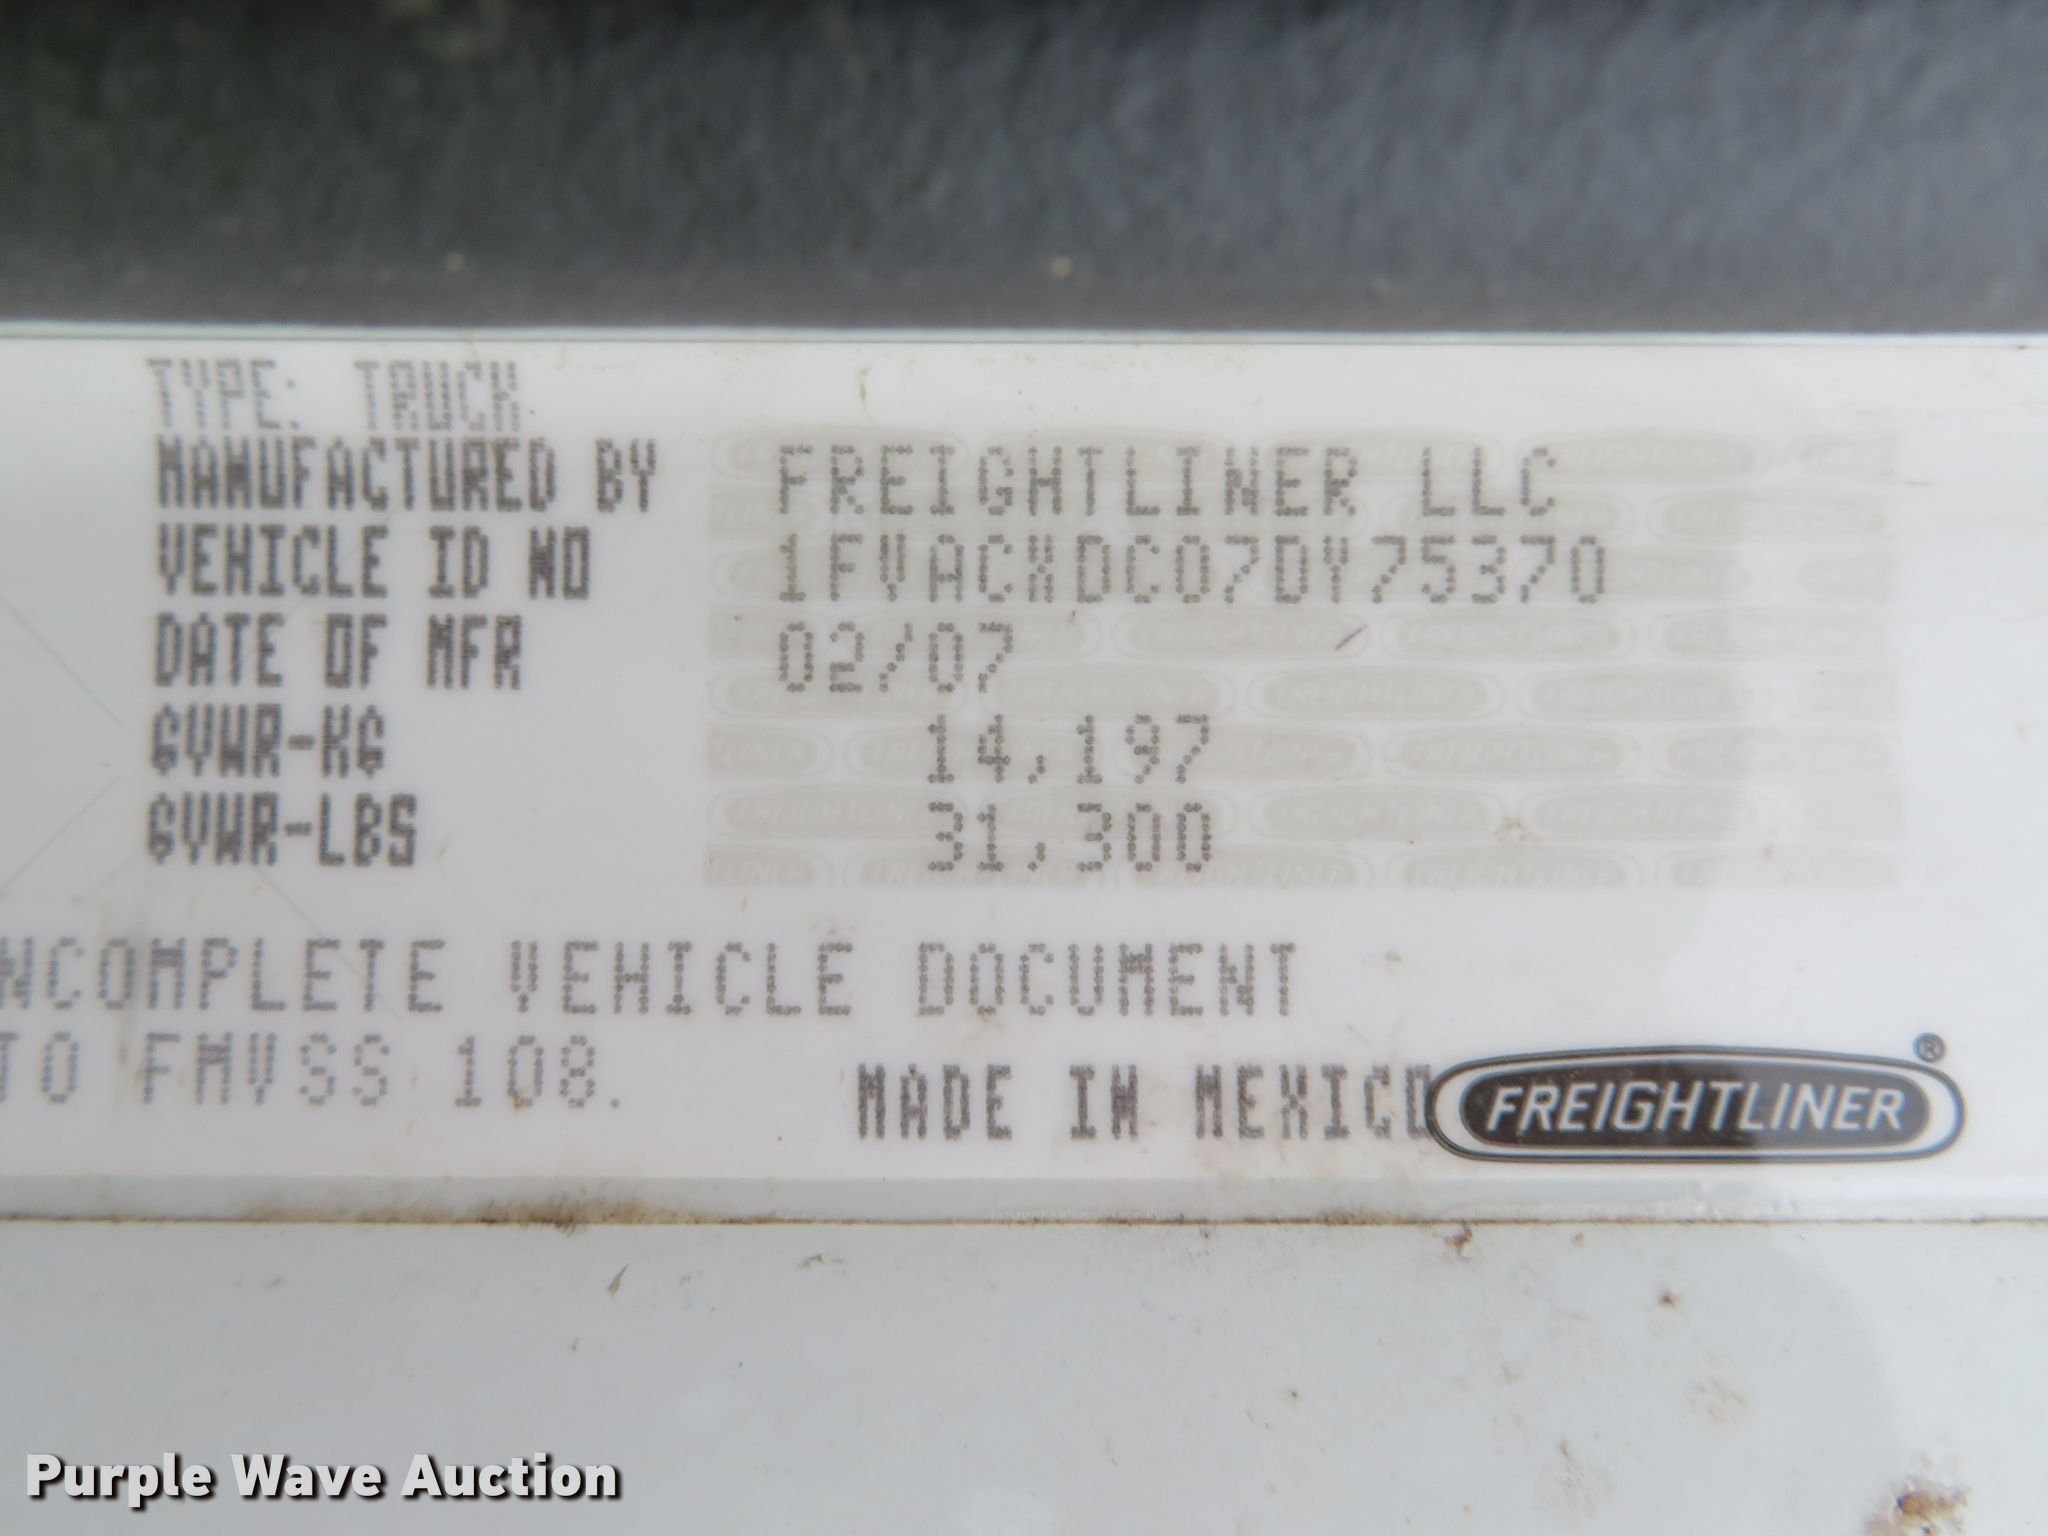 TYPE: TRUCK
MANUFACTURED BY FREIGHTLINER LLC
VEHICLE ID NO 1FVACXDC07DY75370
DATE OF MFR 02/07
GVWR-KG 14,197
GVWR-LBS 31,300
NCOMPLETE VEHICLE DOCUMENT
TO FMVSS 108.
MADE IN MEXICO FREIGHTLINER®
Purple Wave Auction